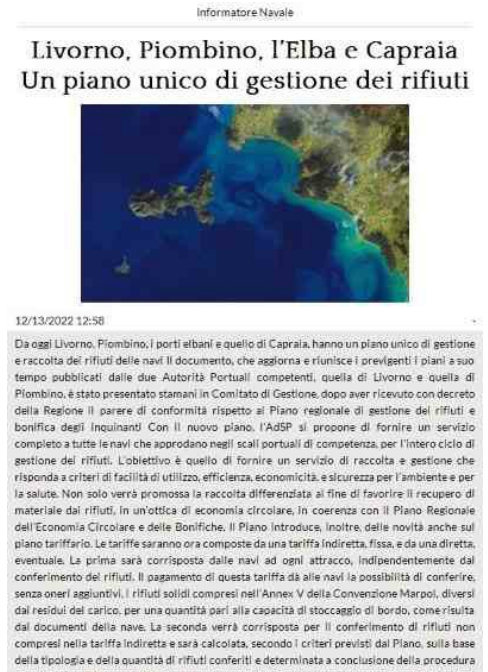 Informatore Navale
Livorno, Piombino, l'Elba e Capraia
Un piano unico di gestione dei rifiuti
12/13/2022 12:58
-
Da oggi Livorno, Piombino, i porti elbani e quello di Capraia, hanno un piano unico di gestione
e raccolta dei rifiuti delle navi Il documento, che aggiorna e riunisce i previgenti i piani a suo
tempo pubblicati dalle due Autorità Portuali competenti, quella di Livorno e quella di
Piombino, è stato presentato stamani in Comitato di Gestione, dopo aver ricevuto con decreto
della Regione il parere di conformità rispetto al Piano regionale di gestione dei rifiuti e
bonifica degli inquinanti Con il nuovo piano, l'AdSP si propone di fornire un servizio
completo a tutte le navi che approdano negli scali portuali di competenza, per l'intero ciclo di
gestione dei rifiuti. L'obiettivo è quello di fornire un servizio di raccolta e gestione che
risponda a criteri di facilità di utilizzo, efficienza, economicità, e sicurezza per l'ambiente e per
la salute. Non solo verrà promossa la raccolta differenziata al fine di favorire il recupero di
materiale dai rifiuti, in un'ottica di economia circolare, in coerenza con il Piano Regionale
dell'Economia Circolare e delle Bonifiche. Il Piano introduce, inoltre, delle novità anche sul
piano tariffario. Le tariffe saranno ora composte da una tariffa indiretta, fissa, e da una diretta,
eventuale. La prima sarà corrisposta dalle navi ad ogni attracco, indipendentemente dal
conferimento dei rifiuti. Il pagamento di questa tariffa dà alle navi la possibilità di conferire,
senza oneri aggiuntivi, i rifiuti solidi compresi nell'Annex V della Convenzione Marpol, diversi
dai residui del carico, per una quantità pari alla capacità di stoccaggio di bordo, come risulta
dai documenti della nave. La seconda verrà corrisposta per il conferimento di rifiuti non
compresi nella tariffa indiretta e sarà calcolata, secondo i criteri previsti dal Piano, sulla base
della tipologia e della quantità di rifiuti conferiti e determinata a conclusione della procedura